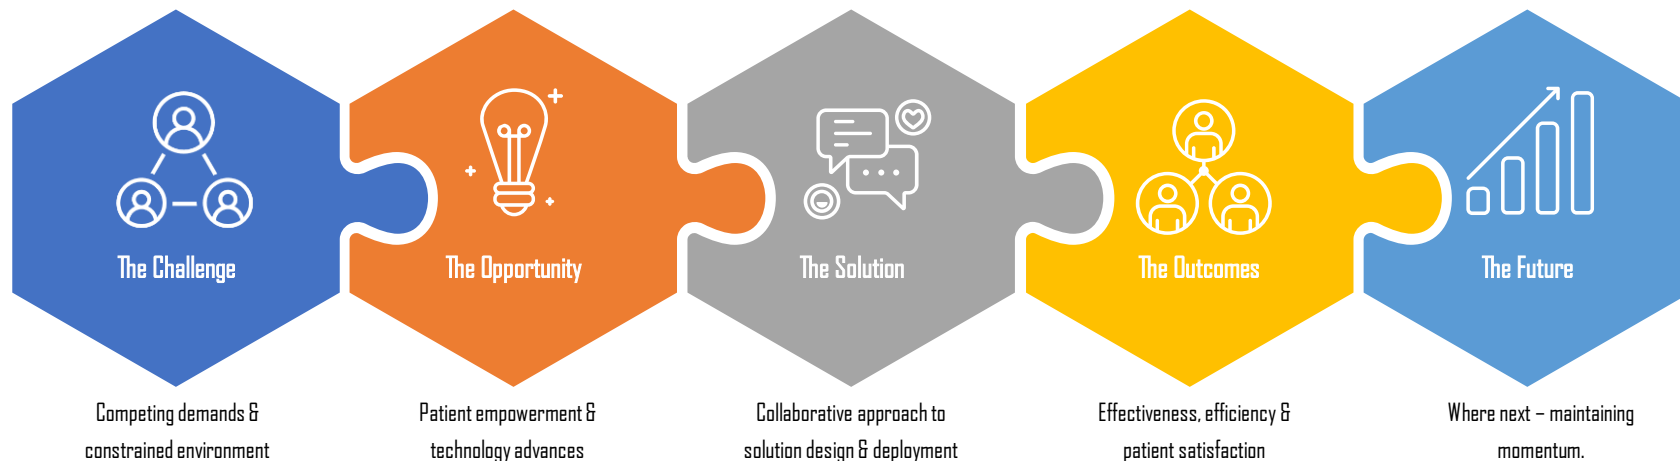 The Challenge
The Opportunity
The Solution
The Outcomes
The Future
Competing demands &
constrained environment
Patient empowerment &
technology advances
Collaborative approach to
solution design & deployment
Effectiveness, efficiency &
patient satisfaction
Where next – maintaining
momentum.